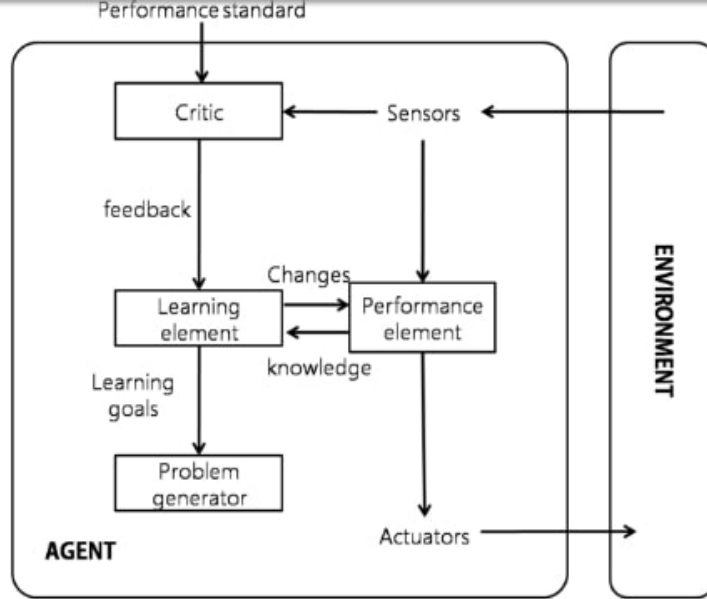 Performance standard
Critic
Sensors
feedback
Changes
Learning
element
Performance
element
knowledge
Learning
goals
Problem
generator
Actuators
AGENT
ENVIRONMENT